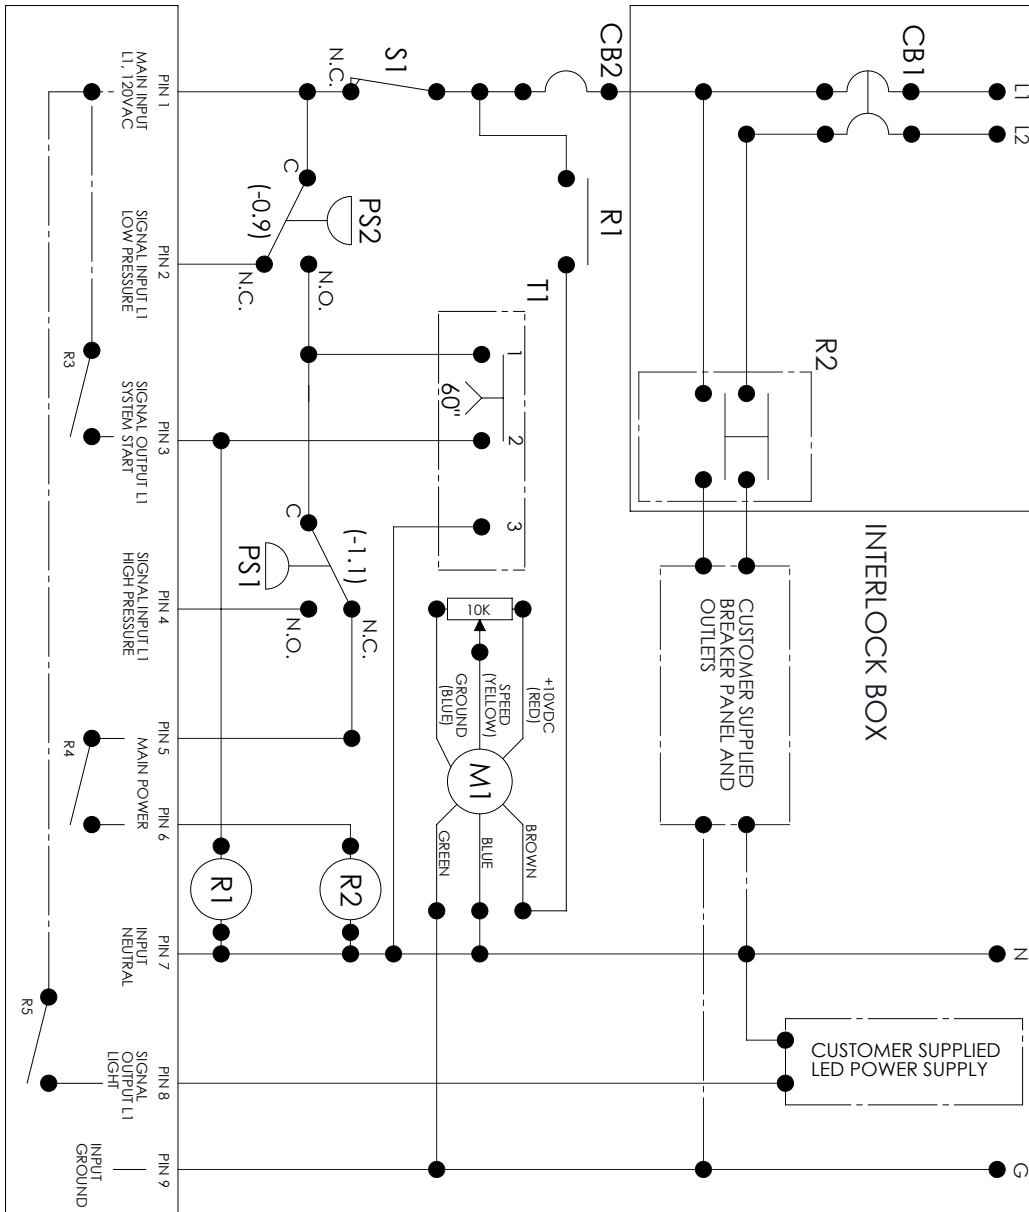 L1
L2
CB1
CB2
S1
N.C.
PIN 1
MAIN INPUT
L1, 120VAC
C
PS2
(-0.9)
R1
N.C.
N.O.
PIN 2
SIGNAL INPUT L1
LOW PRESSURE
T1
R2
1
60"
2
3
R3
PIN 3
SIGNAL OUTPUT L1
SYSTEM START
C
(-1.1)
PS1
N.O.
N.C.
PIN 4
SIGNAL INPUT L1
HIGH PRESSURE
INTERLOCK BOX
CUSTOMER SUPPLIED
BREAKER PANEL AND
OUTLETS
10K
+10VDC
(RED)
SPEED
(YELLOW)
GROUND
(BLUE)
M1
BROWN
BLUE
GREEN
PIN 5
MAIN POWER
R4
PIN 6
R2
R1
N
PIN 7
INPUT
NEUTRAL
R5
CUSTOMER SUPPLIED
LED POWER SUPPLY
PIN 8
SIGNAL
OUTPUT L1
LIGHT
G
PIN 9
INPUT
GROUND